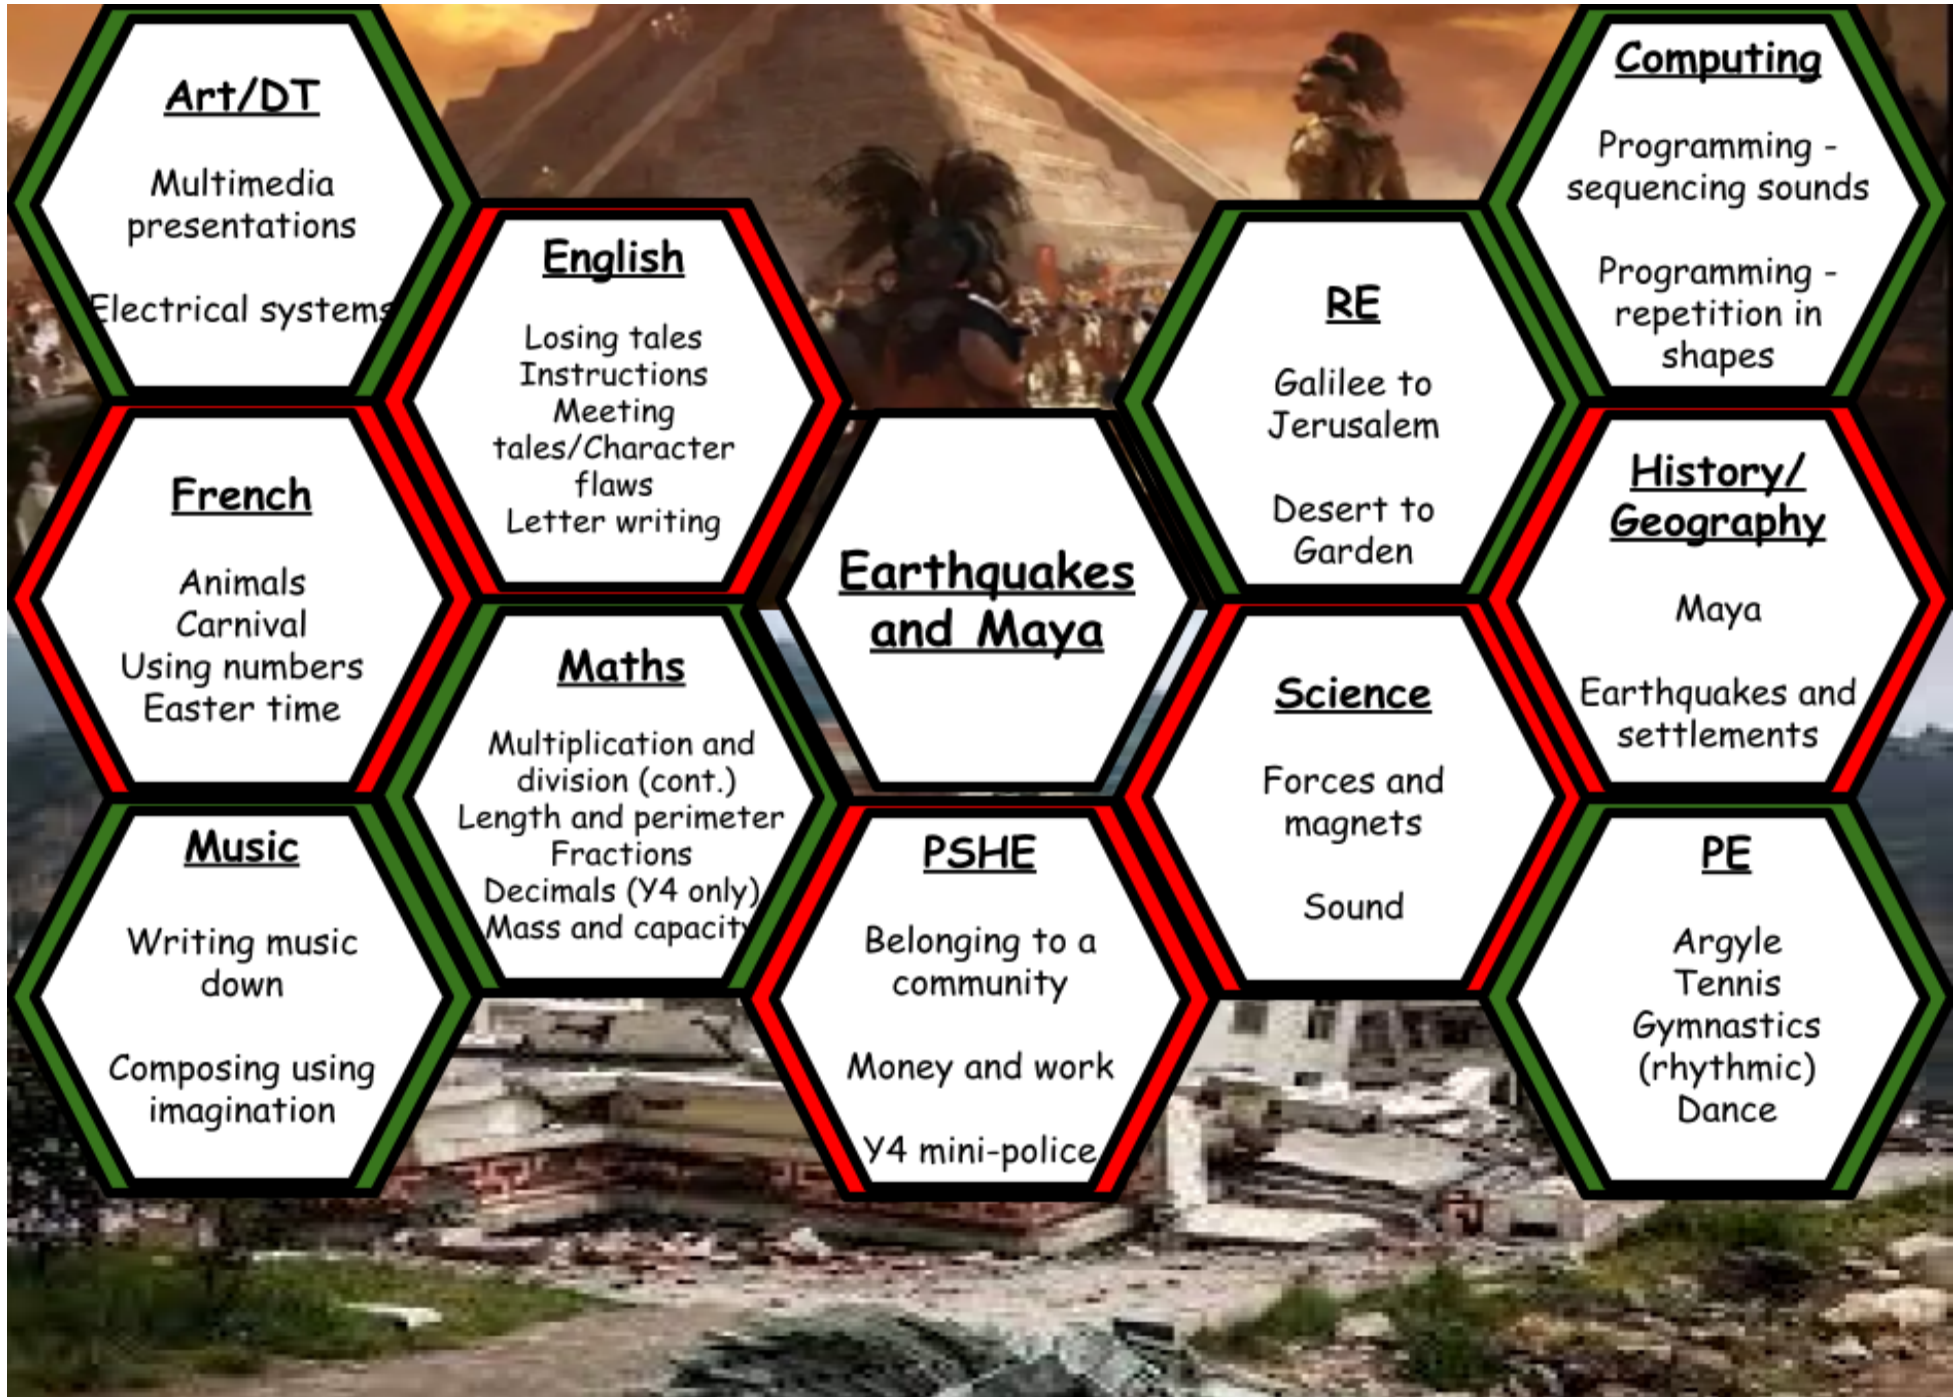 Art/DT
Multimedia
presentations
Electrical systems
English
Losing tales
Instructions
Meeting
tales/Character
flaws
Letter writing
RE
Galilee to
Jerusalem
Desert to
Garden
Computing
Programming -
sequencing sounds
Programming -
repetition in
shapes
French
Animals
Carnival
Using numbers
Easter time
Earthquakes
and Maya
History/
Geography
Maya
Earthquakes and
settlements
Maths
Multiplication and
division (cont.)
Length and perimeter
Fractions
Decimals (Y4 only)
Mass and capacity
Science
Forces and
magnets
Sound
Music
Writing music
down
Composing using
imagination
PSHE
Belonging to a
community
Money and work
Y4 mini-police
PE
Argyle
Tennis
Gymnastics
(rhythmic)
Dance